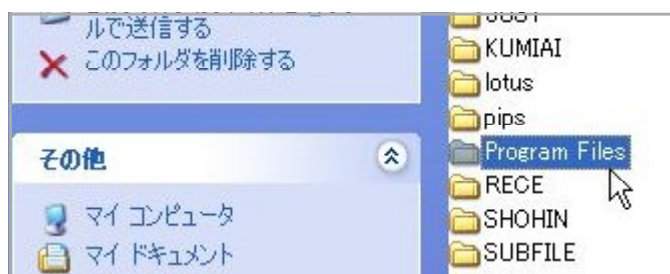 ルで送信する
このフォルダを削除する
その他
マイ コンピュータ
マイ ドキュメント
KUMIAI
lotus
pips
Program Files
RECE
SHOHIN
SUBFILE